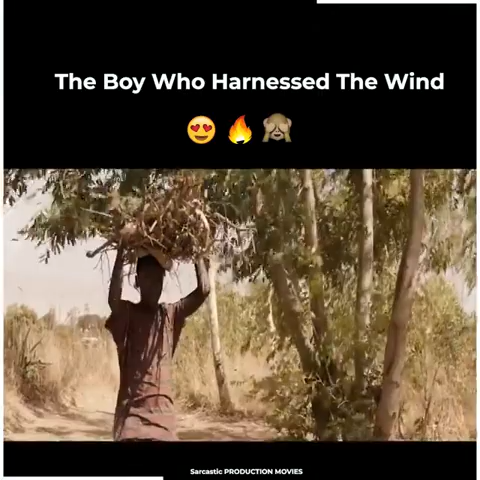 The Boy Who Harnessed The Wind
😍 🔥 🙈
Sarcastic PRODUCTION MOVIES